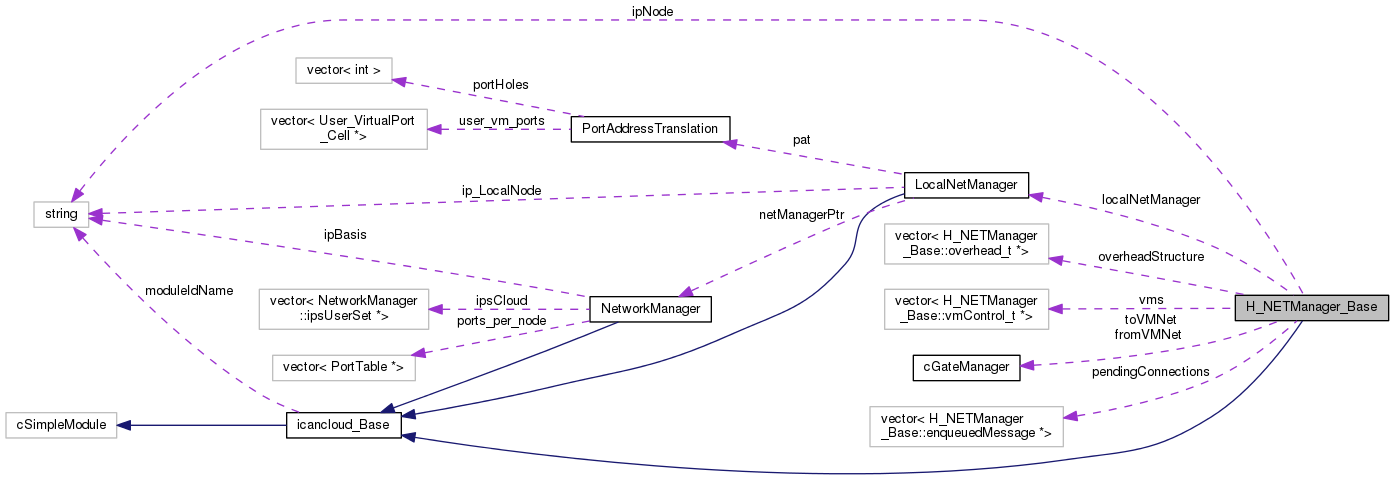 ipNode
vector< int >
portHoles
vector< User_VirtualPort
_Cell *>
user_vm_ports
PortAddressTranslation
pat
LocalNetManager
ip_LocalNode
string
localNetManager
netManagerPtr
ipBasis
vector< H_NETManager
_Base::overhead_t *>
overheadStructure
moduleIdName
vector< NetworkManager
::ipsUserSet *>
ipsCloud
ports_per_node
NetworkManager
vector< H_NETManager
_Base::vmControl_t *>
vms
H_NETManager_Base
toVMNet
fromVMNet
vector< PortTable *>
cGateManager
pendingConnections
cSimpleModule
icancloud_Base
vector< H_NETManager
_Base::enqueuedMessage *>